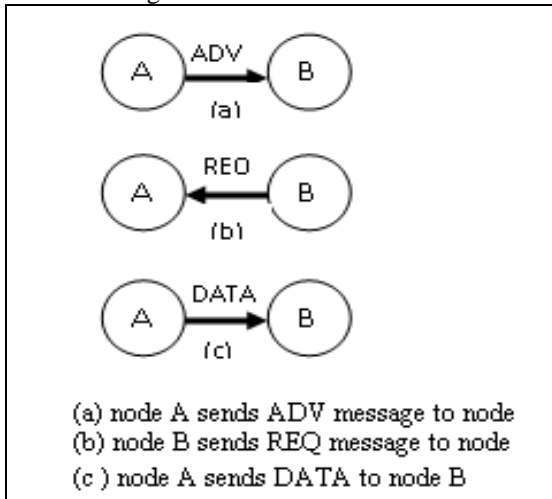 A ADV B
(a)
A REQ B
(b)
A DATA B
(c)
(a) node A sends ADV message to node
(b) node B sends REQ message to node
(c ) node A sends DATA to node B